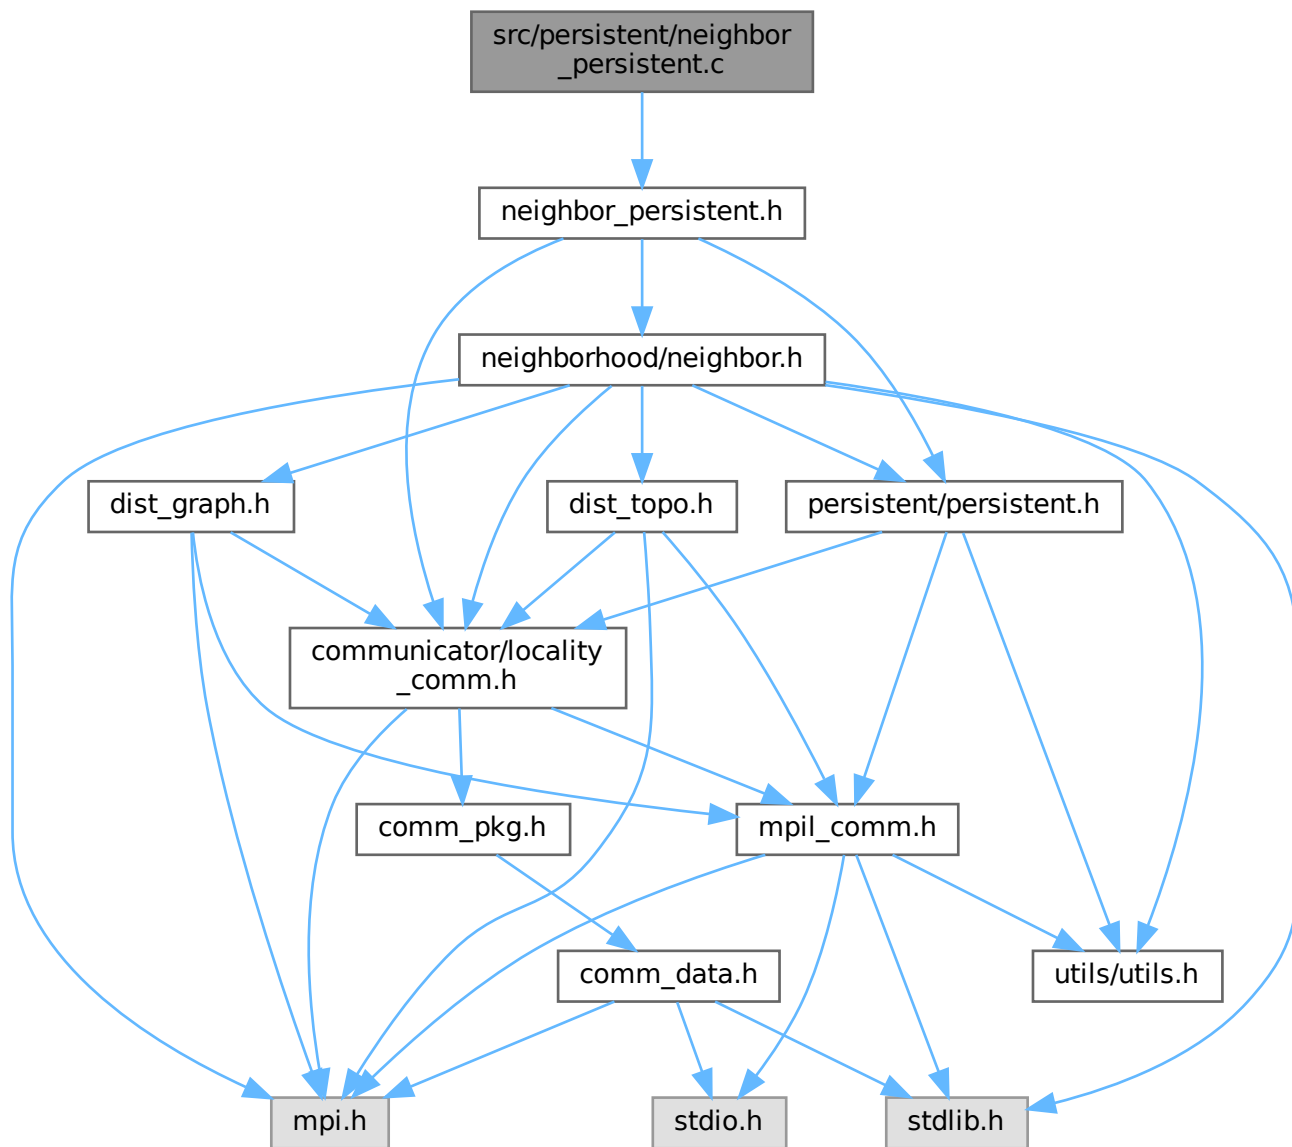 src/persistent/neighbor
_persistent.c
neighbor_persistent.h
neighborhood/neighbor.h
dist_graph.h
dist_topo.h
persistent/persistent.h
communicator/locality
_comm.h
comm_pkg.h
mpil_comm.h
comm_data.h
utils/utils.h
mpi.h
stdio.h
stdlib.h